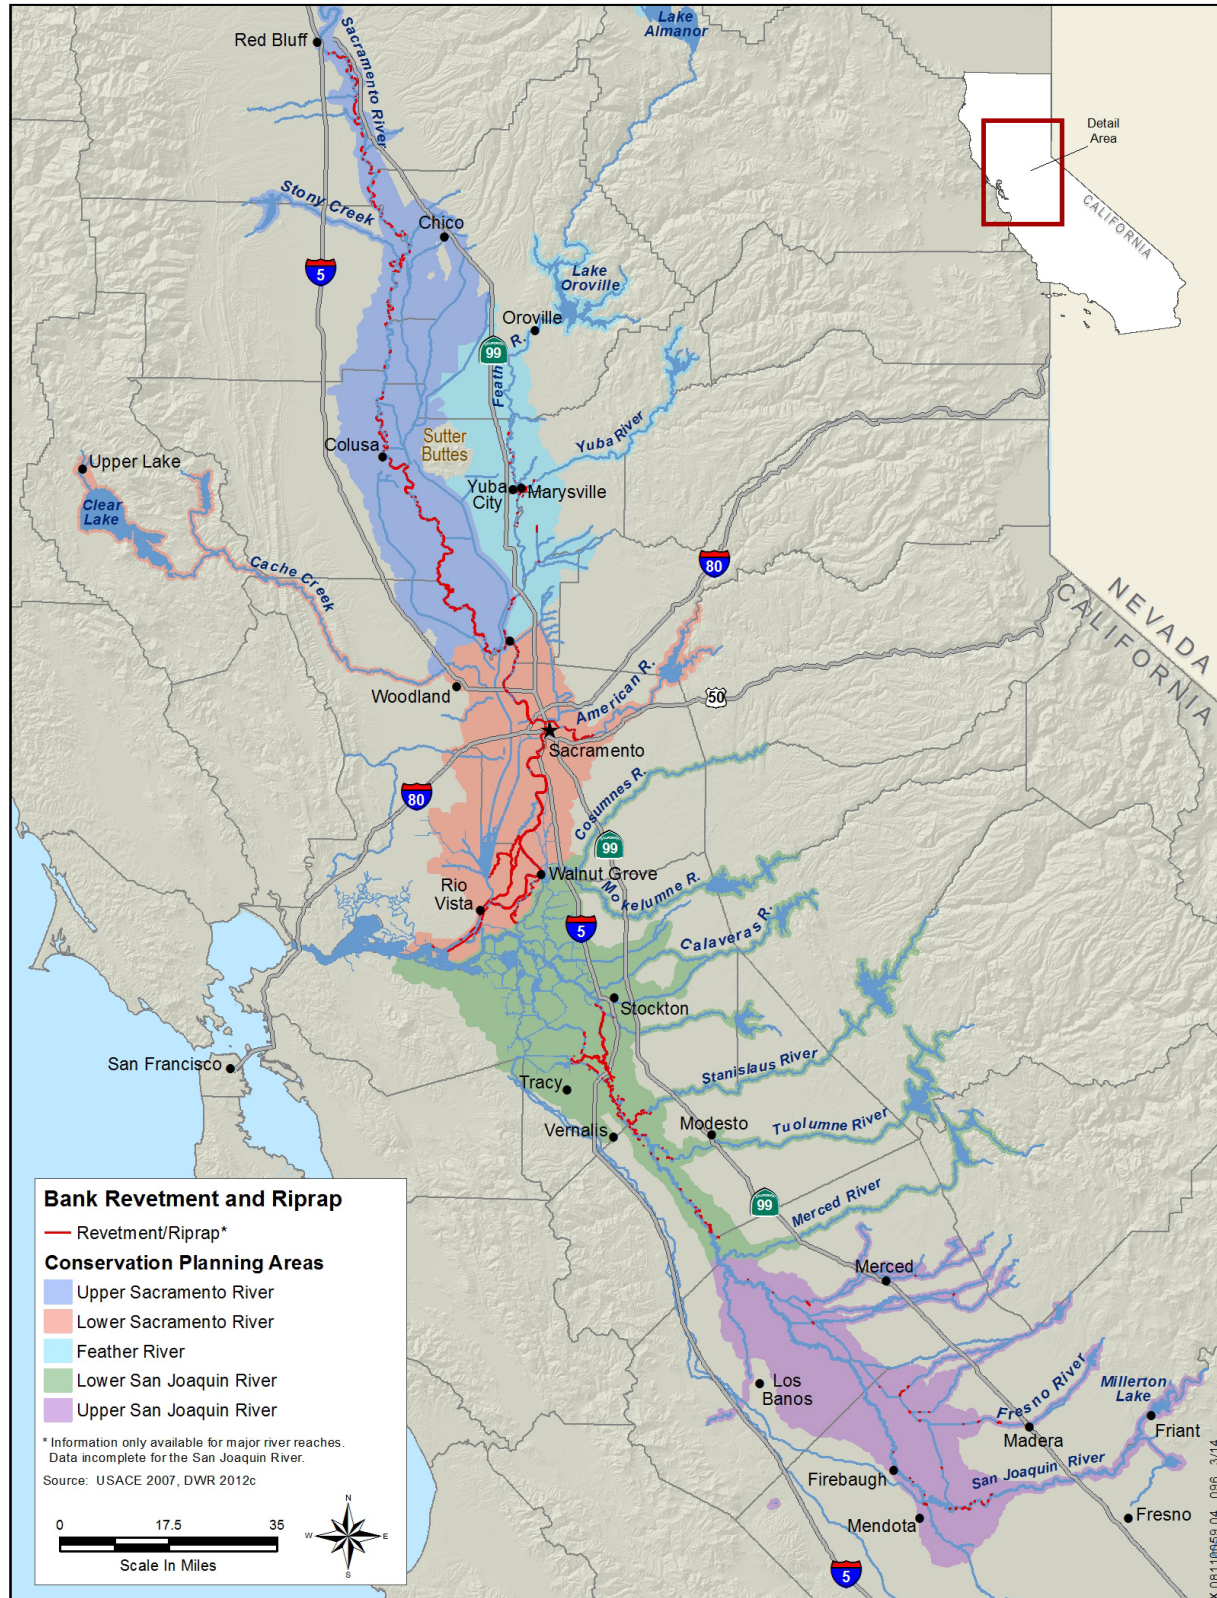 Lake
Almanor
Red Bluff
Sacramento River
Detail
Area
CALIFORNIA
Stony Creek
Chico
5
Lake
Oroville
Oroville
99
Feath
R.
Yuba River
Sutter
Buttes
Colusa
Upper Lake
Yuba
City
Marysville
Clear
Lake
80
Cache Creek
NEVADA
CALIFORNIA
American R.
Woodland
50
Sacramento
Cosumnes R.
80
99
Walnut Grove
Rio
Vista
Mokelumne R.
5
Calaveras R.
Stockton
San Francisco
Stanislaus River
Tracy
Modesto
Tuolumne River
Vernalis
Merced River
99
Merced
Los
Banos
Fresno River
Millerton
Lake
Madera
Friant
Firebaugh
San Joaquin River
Mendota
Fresno
5
Bank Revetment and Riprap
Revetment/Riprap*
Conservation Planning Areas
Upper Sacramento River
Lower Sacramento River
Feather River
Lower San Joaquin River
Upper San Joaquin River
* Information only available for major river reaches.
Data incomplete for the San Joaquin River.
Source: USACE 2007, DWR 2012c
0 17.5 35
Scale In Miles
N
W E
S
X 08110059.04 096 3/14